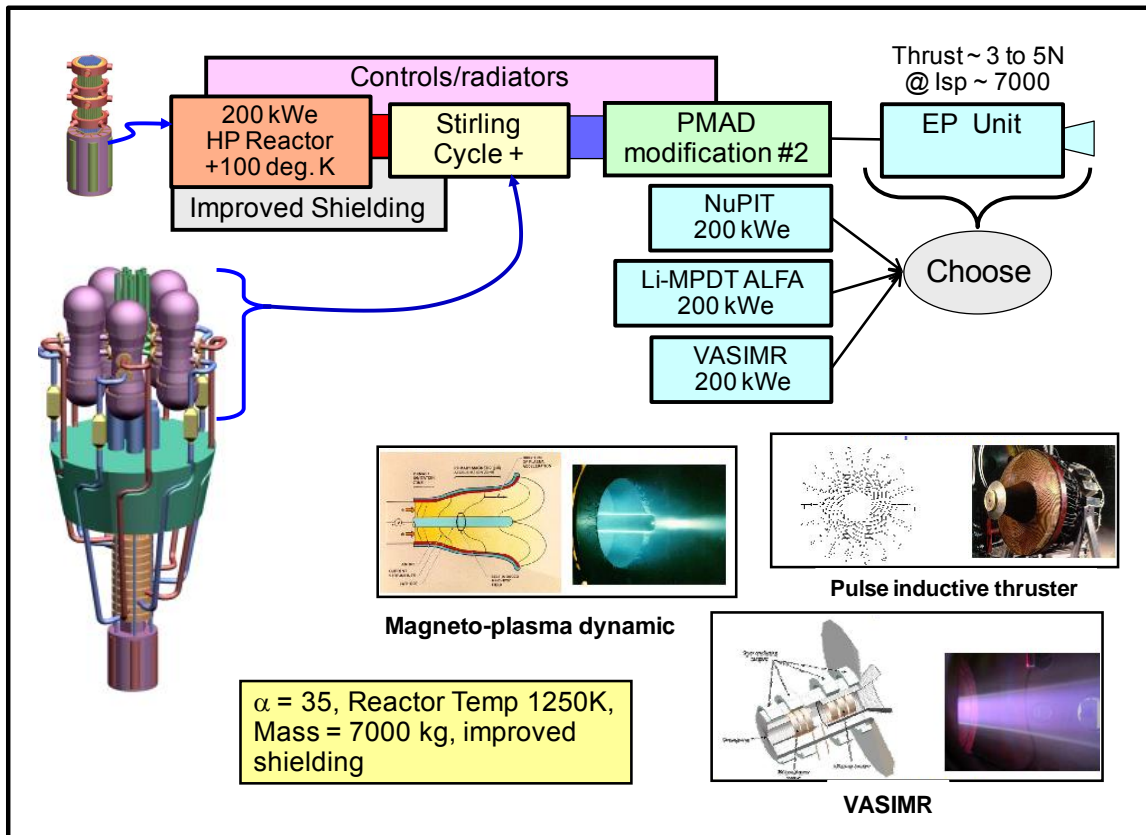 Controls/radiators
200 kWe
HP Reactor
+100 deg. K
Improved Shielding
Stirling
Cycle +
PMAD
modification #2
Thrust ~ 3 to 5N
@ Isp ~ 7000
EP Unit
NuPIT
200 kWe
Li-MPDT ALFA
200 kWe
VASIMR
200 kWe
Choose
Magneto-plasma dynamic
Pulse inductive thruster
VASIMR
α = 35, Reactor Temp 1250K,
Mass = 7000 kg, improved
shielding